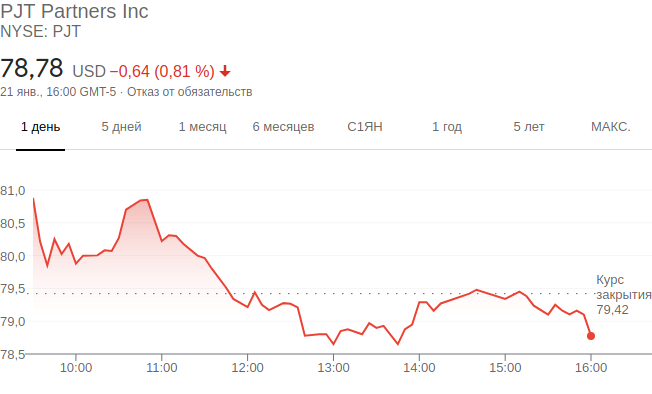 PJT Partners Inc
NYSE: PJT
78,78 USD −0,64 (0,81 %)
21 янв., 16:00 GMT-5 · Отказ от обязательств
1 день 5 дней 1 месяц 6 месяцев С1ЯН 1 год 5 лет МАКС.
81,0
80,5
80,0
79,5
79,0
78,5
Курс
закрытия
79,42
10:00 11:00 12:00 13:00 14:00 15:00 16:00